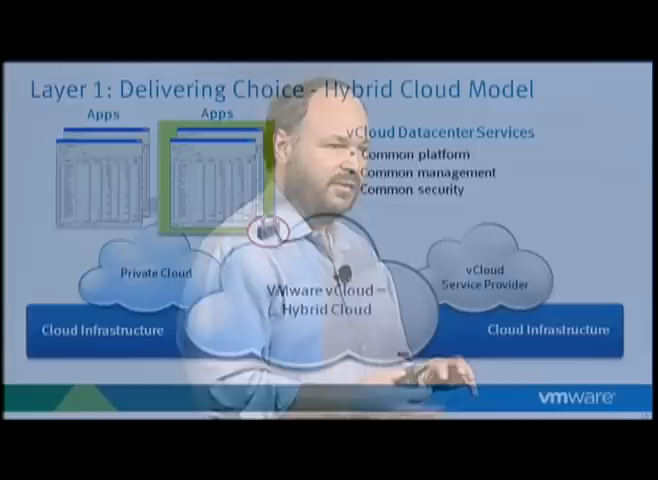 Layer 1: Delivering Choice - Hybrid Cloud Model
Apps
Apps
vCloud Datacenter Services
Common platform
Common management
Common security
Private Cloud
VMware vCloud =
Hybrid Cloud
vCloud
Service Provider
Cloud Infrastructure
Cloud Infrastructure
vmware